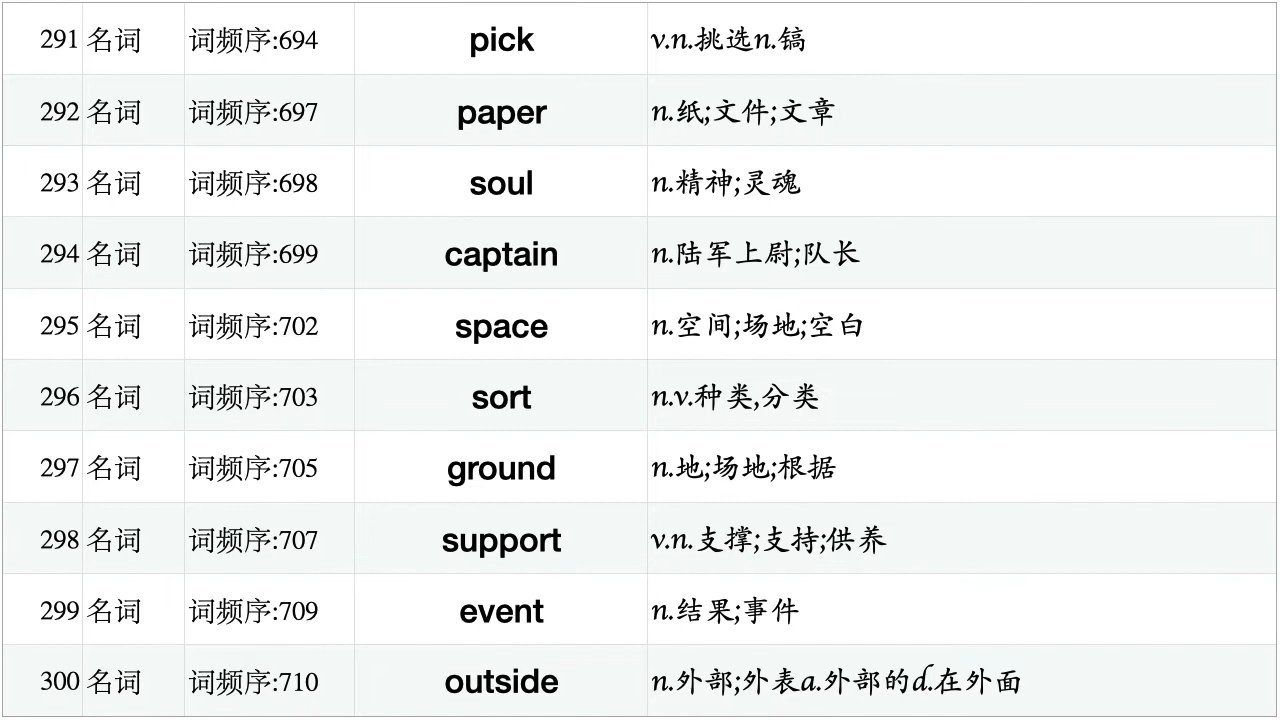 291 名词 词频序:694 pick v.n.挑选n.镐
292 名词 词频序:697 paper n.纸;文件;文章
293 名词 词频序:698 soul n.精神;灵魂
294 名词 词频序:699 captain n.陆军上尉;队长
295 名词 词频序:702 space n.空间;场地;空白
296 名词 词频序:703 sort n.v.种类,分类
297 名词 词频序:705 ground n.地;场地;根据
298 名词 词频序:707 support v.n.支撑;支持;供养
299 名词 词频序:709 event n.结果;事件
300 名词 词频序:710 outside n.外部;外表a.外部的d.在外面